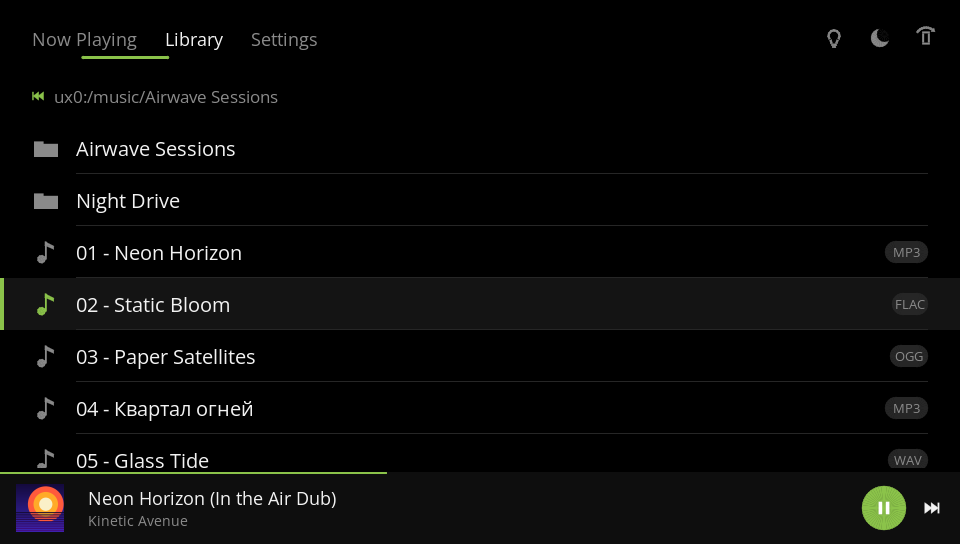 Now Playing Library Settings
ux0:/music/Airwave Sessions
Airwave Sessions
Night Drive
01 - Neon Horizon MP3
02 - Static Bloom FLAC
03 - Paper Satellites OGG
04 - Квартал огней MP3
05 - Glass Tide WAV
Neon Horizon (In the Air Dub)
Kinetic Avenue